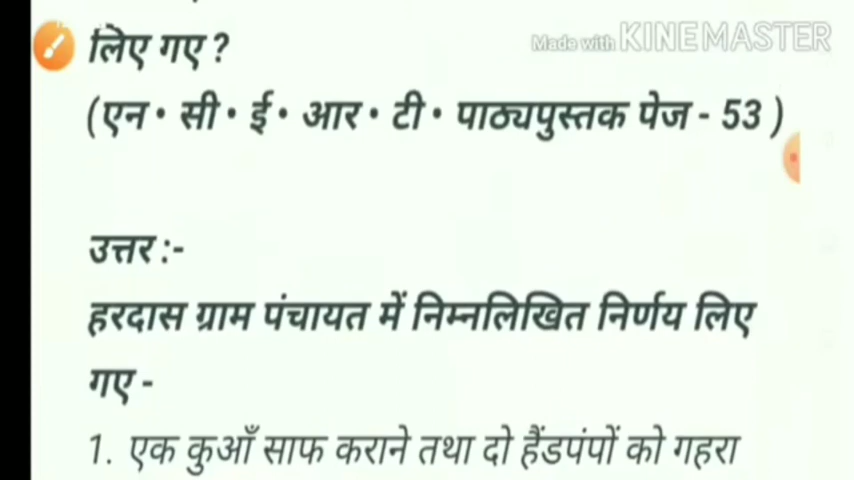 लिए गए ?
Made with KINEMASTER
(एन • सी • ई • आर • टी • पाठ्यपुस्तक पेज - 53 )
उत्तर :-
हरदास ग्राम पंचायत में निम्नलिखित निर्णय लिए
गए -
1. एक कुआँ साफ कराने तथा दो हैंडपंपों को गहरा